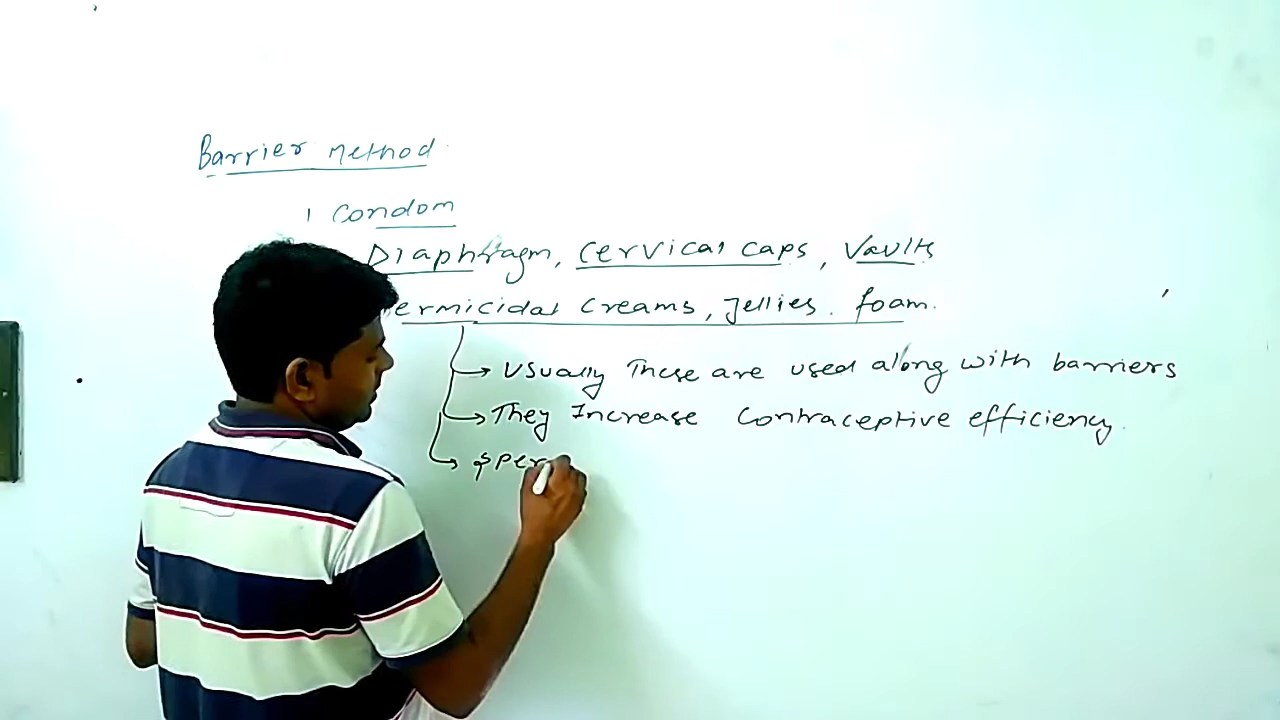 Barrier Method
1 Condom
Diaphragm, Cervical caps, Vaults
ermicidal Creams, Jellies. foam.
Usually These are used along with barriers
They Increase Contraceptive efficiency.
sper